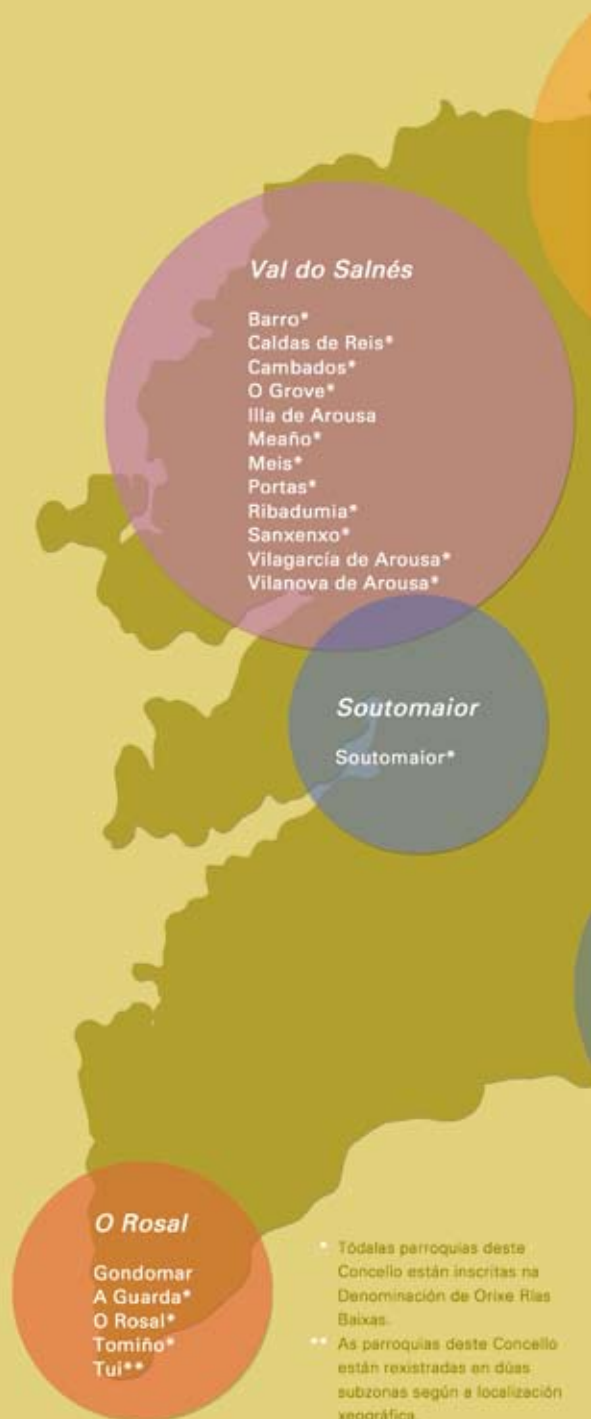 Val do Salnés
Barro*
Caldas de Reis*
Cambados*
O Grove*
Illa de Arousa
Meaño*
Meis*
Portas*
Ribadumia*
Sanxenxo*
Vilagarcía de Arousa*
Vilanova de Arousa*
Soutomaior
Soutomaior*
O Rosal
Gondomar
A Guarda*
O Rosal*
Tomiño*
Tui**
* Tódalas parroquias deste
Concello están inscritas na
Denominación de Orixe Rías
Baixas.
** As parroquias deste Concello
están rexistradas en dúas
subzonas según a localización
xeográfica